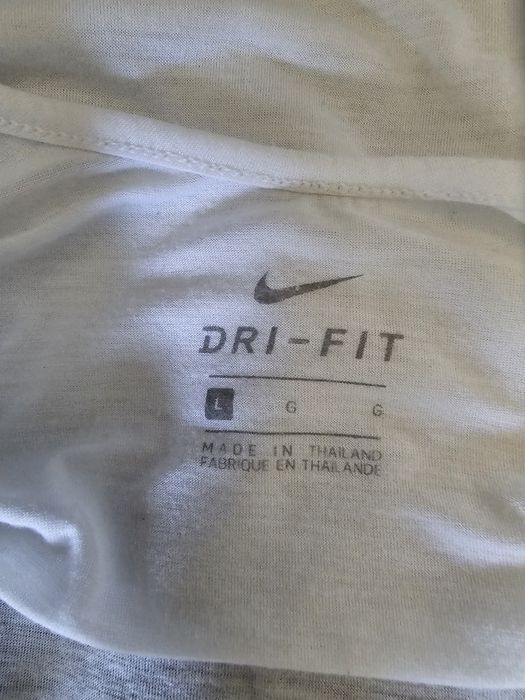 DRI-FIT
L G G
MADE IN THAILAND
FABRIQUE EN THAILANDE